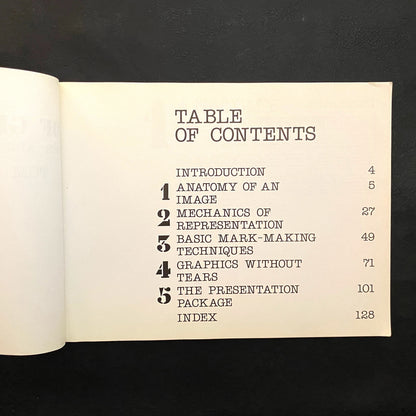 TABLE
OF CONTENTS
INTRODUCTION 4
1 ANATOMY OF AN 5
IMAGE
2 MECHANICS OF 27
REPRESENTATION
3 BASIC MARK-MAKING 49
TECHNIQUES
4 GRAPHICS WITHOUT 71
TEARS
5 THE PRESENTATION 101
PACKAGE
INDEX 128